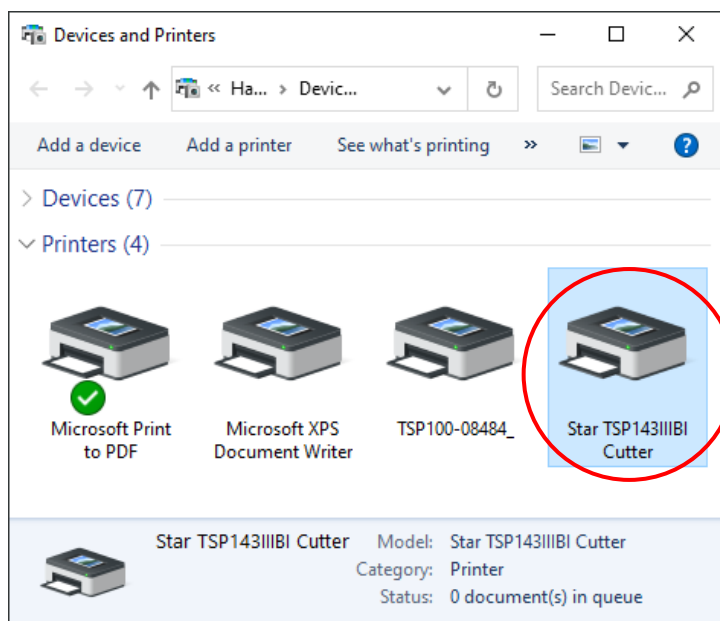 Devices and Printers
« Ha... › Devic...
Search Devic...
Add a device
Add a printer
See what's printing
»
?
Devices (7)
Printers (4)
Microsoft Print
to PDF
Microsoft XPS
Document Writer
TSP100-08484_
Star TSP143IIIBI
Cutter
Star TSP143IIIBI Cutter
Model: Star TSP143IIIBI Cutter
Category: Printer
Status: 0 document(s) in queue